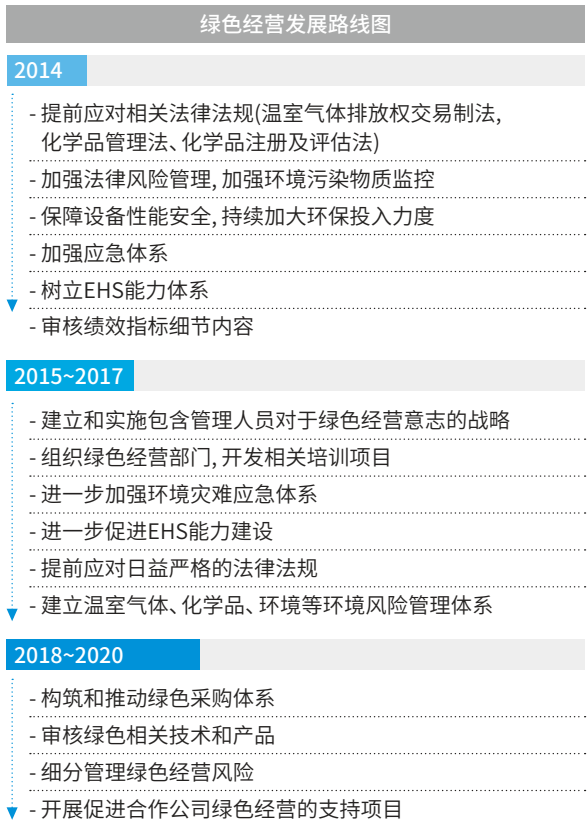 绿色经营发展路线图
2014
- 提前应对相关法律法规(温室气体排放权交易制法,
化学品管理法、化学品注册及评估法)
- 加强法律风险管理, 加强环境污染物质监控
- 保障设备性能安全, 持续加大环保投入力度
- 加强应急体系
- 树立EHS能力体系
- 审核绩效指标细节内容
2015~2017
- 建立和实施包含管理人员对于绿色经营意志的战略
- 组织绿色经营部门, 开发相关培训项目
- 进一步加强环境灾难应急体系
- 进一步促进EHS能力建设
- 提前应对日益严格的法律法规
- 建立温室气体、化学品、环境等环境风险管理体系
2018~2020
- 构筑和推动绿色采购体系
- 审核绿色相关技术和产品
- 细分管理绿色经营风险
- 开展促进合作公司绿色经营的支持项目